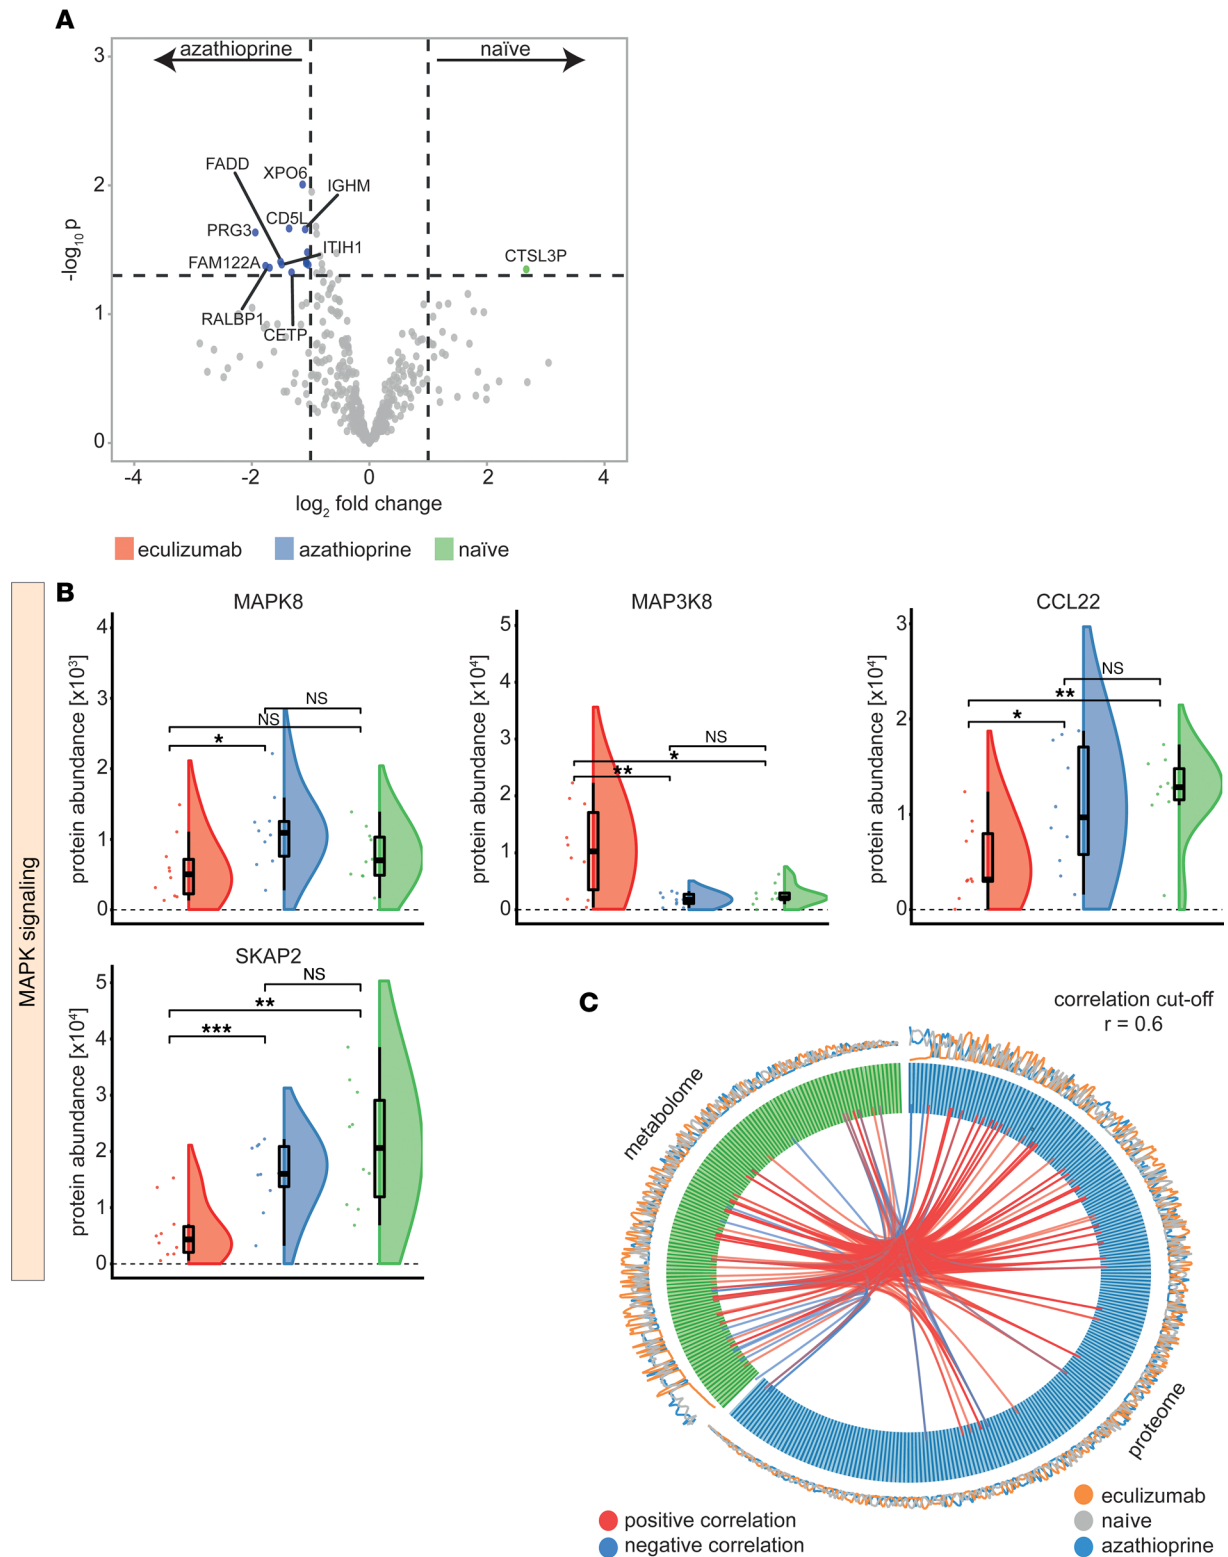 A
azathioprine
naïve
3
2
1
0
-log10 p
FADD
XPO6
IGHM
PRG3
CD5L
ITIH1
FAM122A
CTSL3P
RALBP1
CETP
-4
-2
0
2
4
log2 fold change
eculizumab
azathioprine
naïve
MAPK signaling
B
MAPK8
protein abundance [x10³]
4
3
2
1
0
NS
NS
*
MAP3K8
protein abundance [x10⁴]
5
4
3
2
1
0
NS
*
**
CCL22
protein abundance [x10⁴]
3
2
1
0
NS
**
*
SKAP2
protein abundance [x10⁴]
5
4
3
2
1
0
NS
**
***
C
correlation cut-off
r = 0.6
metabolome
proteome
positive correlation
negative correlation
eculizumab
naive
azathioprine